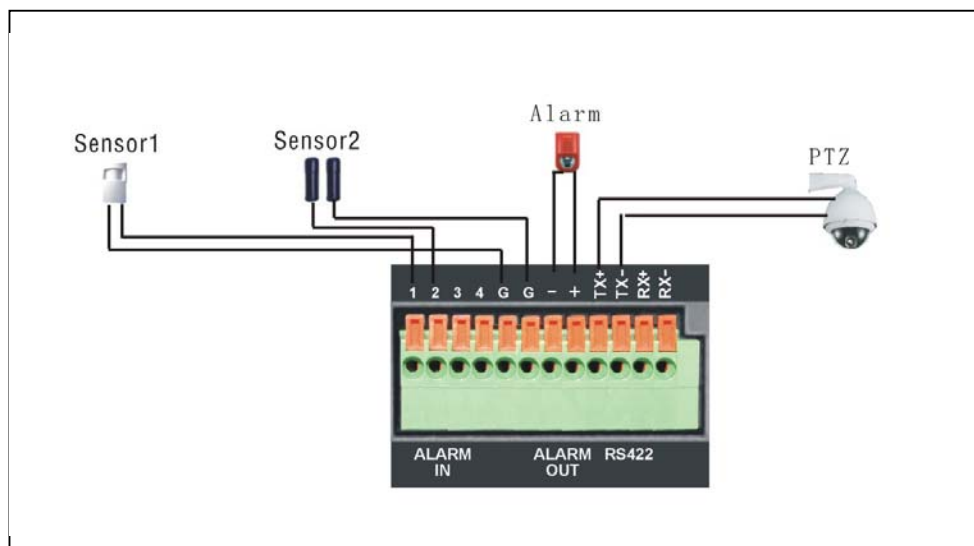 Alarm
Sensor1
Sensor2
PTZ
1 2 3 4 G G − + TX+ TX- RX+ RX-
ALARM IN
ALARM OUT
RS422